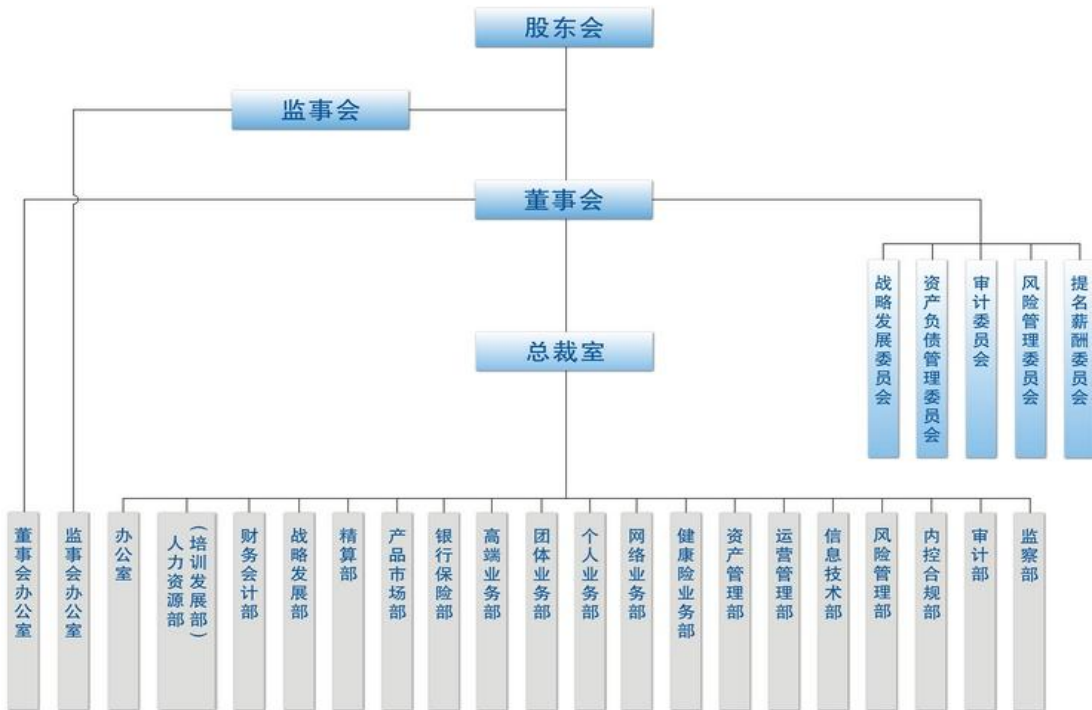 股东会
监事会
董事会
战略发展委员会
资产负债管理委员会
审计委员会
风险管理委员会
提名薪酬委员会
总裁室
董事会办公室
监事会办公室
办公室
人力资源部
(培训发展部)
财务会计部
战略发展部
精算部
产品市场部
银行保险部
高端业务部
团体业务部
个人业务部
网络业务部
健康险业务部
资产管理部
运营管理部
信息技术部
风险管理部
内控合规部
审计部
监察部